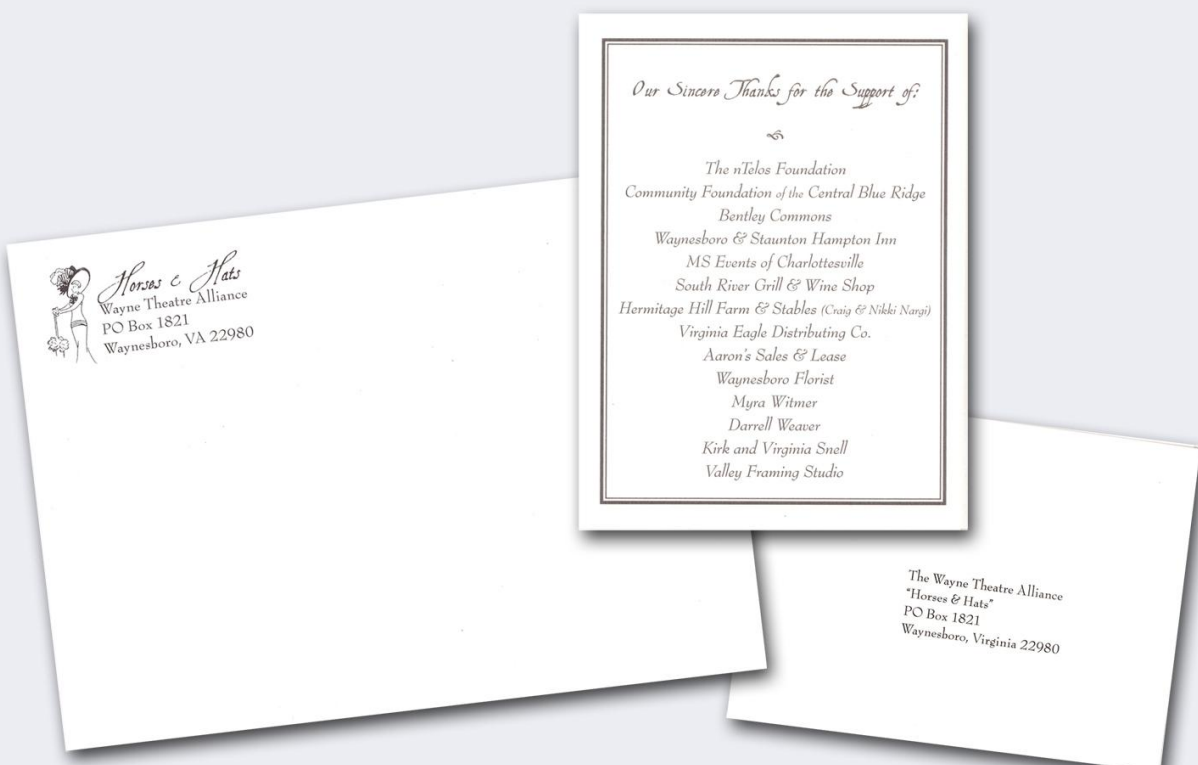 Horses & Hats
Wayne Theatre Alliance
PO Box 1821
Waynesboro, VA 22980
Our Sincere Thanks for the Support of:
The nTelos Foundation
Community Foundation of the Central Blue Ridge
Bentley Commons
Waynesboro & Staunton Hampton Inn
MS Events of Charlottesville
South River Grill & Wine Shop
Hermitage Hill Farm & Stables (Craig & Nikki Nargi)
Virginia Eagle Distributing Co.
Aaron's Sales & Lease
Waynesboro Florist
Myra Witmer
Darrell Weaver
Kirk and Virginia Snell
Valley Framing Studio
The Wayne Theatre Alliance
"Horses & Hats"
PO Box 1821
Waynesboro, Virginia 22980